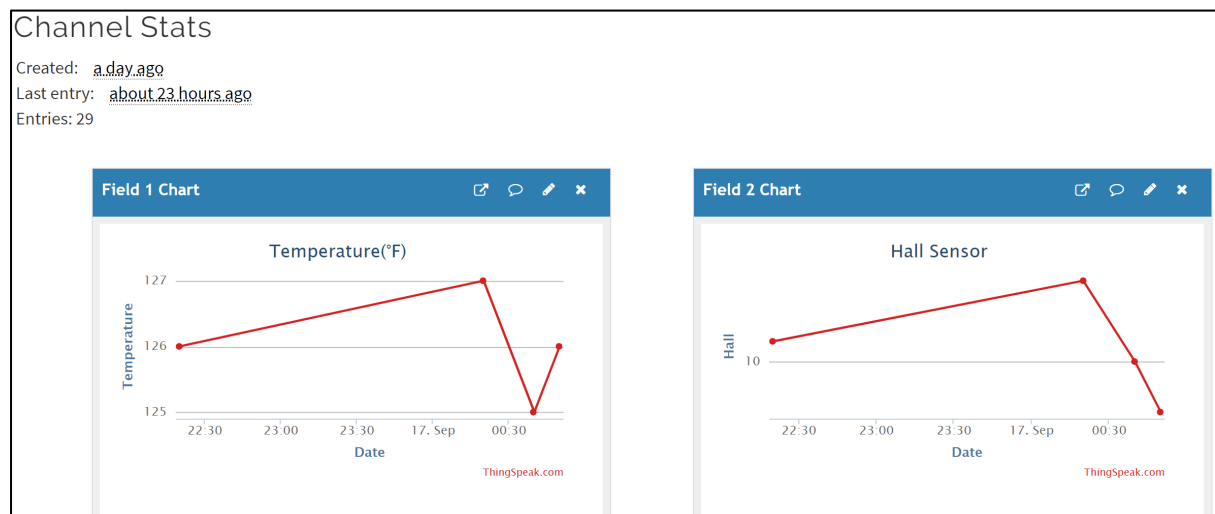 Channel Stats
Created: a day ago
Last entry: about 23 hours ago
Entries: 29
Field 1 Chart
Temperature(°F)
Temperature
127
126
125
22:30 23:00 23:30 17. Sep 00:30
Date
ThingSpeak.com
Field 2 Chart
Hall Sensor
Hall
10
22:30 23:00 23:30 17. Sep 00:30
Date
ThingSpeak.com